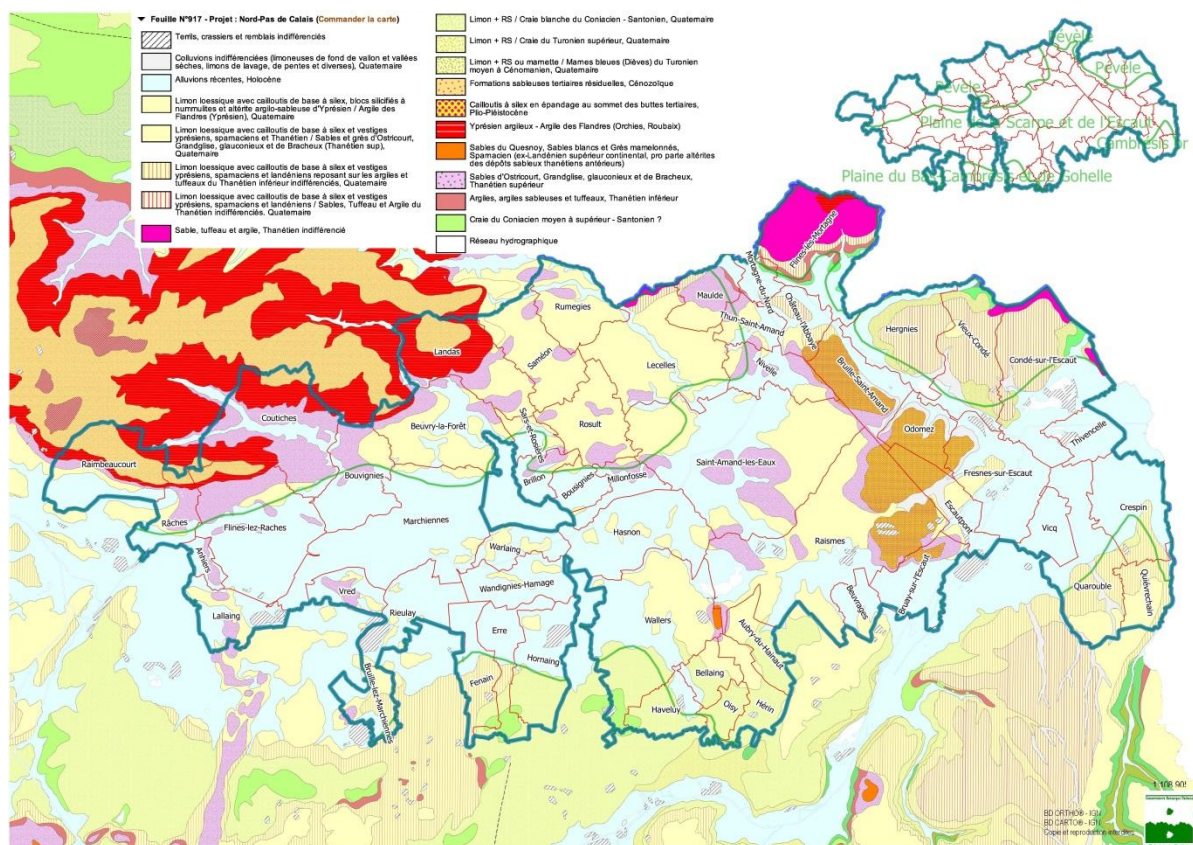 ▼ Feuille N°917 - Projet : Nord-Pas de Calais (Commander la carte)
Terrils, crassiers et remblais indifférenciés
Colluvions indifférenciées (limoneuses de fond de vallon et vallées
sèches, limons de lavage, de pentes et diverses), Quaternaire
Alluvions récentes, Holocène
Limon loessique avec cailloutis de base à silex, blocs silicifiés à
nummulites et altérite argilo-sableuse d'Yprésien / Argile des
Flandres (Yprésien), Quaternaire
Limon loessique avec cailloutis de base à silex et vestiges
yprésiens, sparnaciens et Thanétien / Sables et grès d'Ostricourt,
Grandglise, glauconieux et de Bracheux (Thanétien sup),
Quaternaire
Limon loessique avec cailloutis de base à silex et vestiges
yprésiens, sparnaciens et landéniens reposant sur les argiles et
tuffeaux du Thanétien inférieur indifférenciés, Quaternaire
Limon loessique avec cailloutis de base à silex et vestiges
yprésiens, sparnaciens et landéniens / Sables, Tuffeau et Argile du
Thanétien indifférenciés. Quaternaire
Sable, tuffeau et argile, Thanétien indifférencié
Limon + RS / Craie blanche du Coniacien - Santonien, Quaternaire
Limon + RS / Craie du Turonien supérieur, Quaternaire
Limon + RS ou marnette / Marnes bleues (Dièves) du Turonien
moyen à Cénomanien, Quaternaire
Formations sableuses tertiaires résiduelles, Cénozoïque
Cailloutis à silex en épandage au sommet des buttes tertiaires,
Plio-Pléistocène
Yprésien argileux - Argile des Flandres (Orchies, Roubaix)
Sables du Quesnoy, Sables blancs et Grès mamelonnés,
Sparnacien (ex-Landénien supérieur continental, pro parte altérites
des dépôts sableux thanétiens antérieurs)
Sables d'Ostricourt, Grandglise, glauconieux et de Bracheux,
Thanétien supérieur
Argiles, argiles sableuses et tuffeaux, Thanétien inférieur
Craie du Coniacien moyen à supérieur - Santonien ?
Réseau hydrographique
Pévèle
Pévèle
Pévèle
Plaine de la Scarpe et de l'Escaut
Cambrésis or
Plaine du Bas-Cambrésis et de Gohelle
Flines-lès-Mortagne
Mortagne-du-Nord
Maulde
Château-l'Abbaye
Rumegies
Thun-Saint-Amand
Hergnies
Vieux-Condé
Condé-sur-l'Escaut
Landas
Saméon
Lecelles
Nivelle
Bruille-Saint-Amand
Coutiches
Beuvry-la-Forêt
Sars-et-Rosières
Rosult
Odomez
Thivencelle
Raimbeaucourt
Bouvignies
Brillon
Bousignies
Millonfosse
Saint-Amand-les-Eaux
Fresnes-sur-Escaut
Râches
Flines-lez-Raches
Marchiennes
Hasnon
Raismes
Escautpont
Vicq
Crespin
Anhiers
Warlaing
Wandignies-Hamage
Vred
Rieulay
Lallaing
Erre
Wallers
Aubry-du-Hainaut
Beuvrages
Bruay-sur-l'Escaut
Quarouble
Quiévrechain
Hornaing
Fenain
Bruille-lez-Marchiennes
Bellaing
Haveluy
Oisy
Hérin
BD ORTHO® - IGN
BD CARTO® - IGN
Copie et reproduction interdites